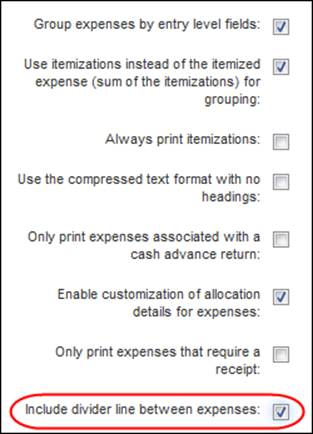 Group expenses by entry level fields:
Use itemizations instead of the itemized
expense (sum of the itemizations) for
grouping:
Always print itemizations:
Use the compressed text format with no
headings:
Only print expenses associated with a
cash advance return:
Enable customization of allocation
details for expenses:
Only print expenses that require a
receipt:
Include divider line between expenses: